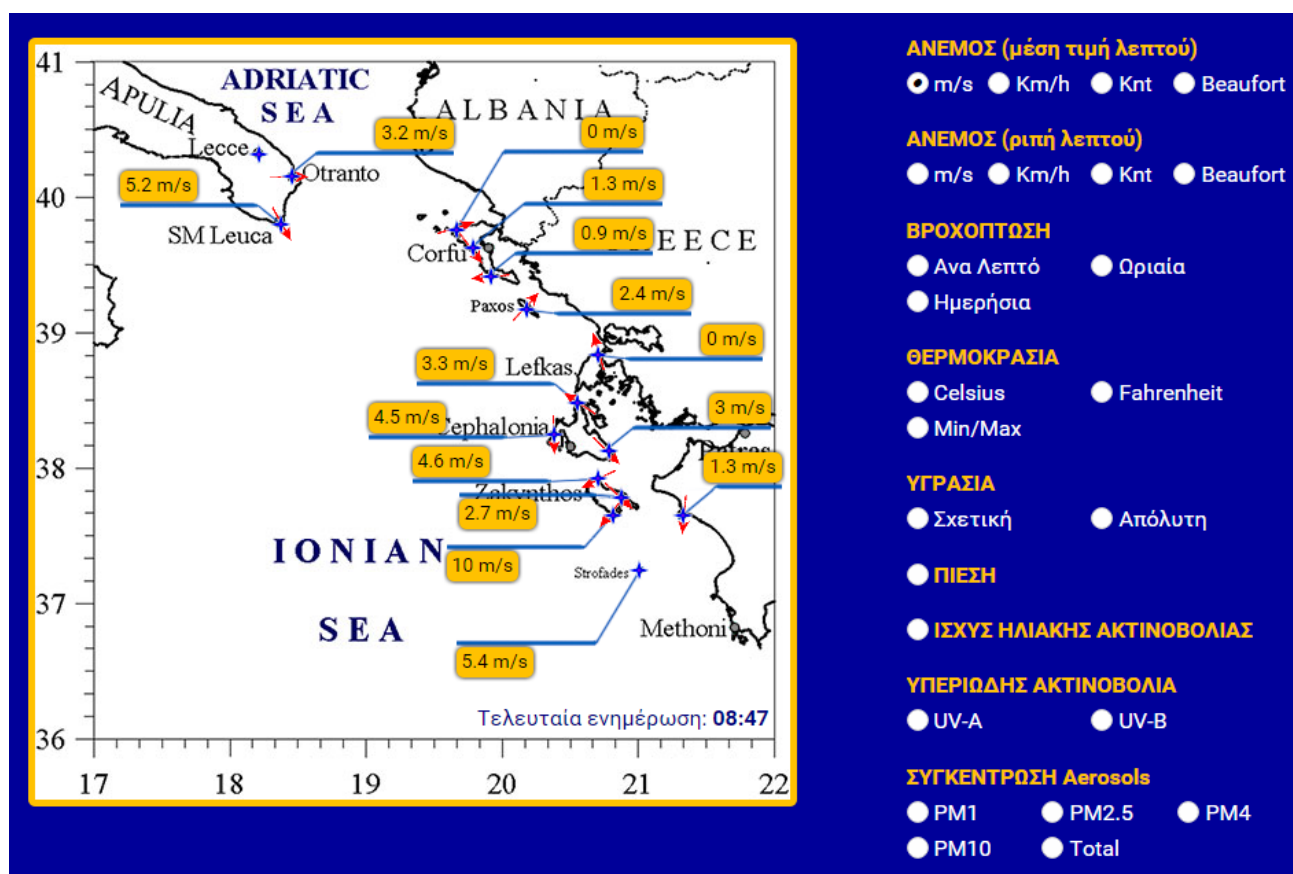 41
40
39
38
37
36
17 18 19 20 21 22
APULIA
ADRIATIC
SEA
ALBANIA
Lecce
3.2 m/s
0 m/s
Otranto
5.2 m/s
1.3 m/s
SM Leuca
0.9 m/s
EECE
Corfu
Paxos
2.4 m/s
0 m/s
3.3 m/s
Lefkas
3 m/s
4.5 m/s
Cephalonia
4.6 m/s
1.3 m/s
Zakynthos
2.7 m/s
IONIAN
10 m/s
Strofades
SEA
Methoni
5.4 m/s
Τελευταία ενημέρωση: 08:47
ΑΝΕΜΟΣ (μέση τιμή λεπτού)
m/s Km/h Knt Beaufort
ΑΝΕΜΟΣ (ριπή λεπτού)
m/s Km/h Knt Beaufort
ΒΡΟΧΟΠΤΩΣΗ
Ανα Λεπτό Ωριαία
Ημερήσια
ΘΕΡΜΟΚΡΑΣΙΑ
Celsius Fahrenheit
Min/Max
ΥΓΡΑΣΙΑ
Σχετική Απόλυτη
ΠΙΕΣΗ
ΙΣΧΥΣ ΗΛΙΑΚΗΣ ΑΚΤΙΝΟΒΟΛΙΑΣ
ΥΠΕΡΙΩΔΗΣ ΑΚΤΙΝΟΒΟΛΙΑ
UV-A UV-B
ΣΥΓΚΕΝΤΡΩΣΗ Aerosols
PM1 PM2.5 PM4
PM10 Total